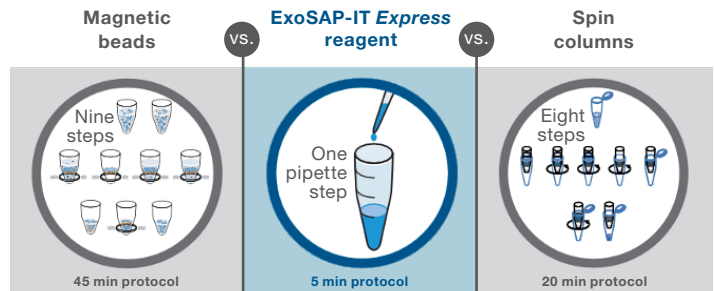 Magnetic
beads
vs.
ExoSAP-IT Express
reagent
vs.
Spin
columns
Nine
steps
One
pipette
step
Eight
steps
45 min protocol
5 min protocol
20 min protocol